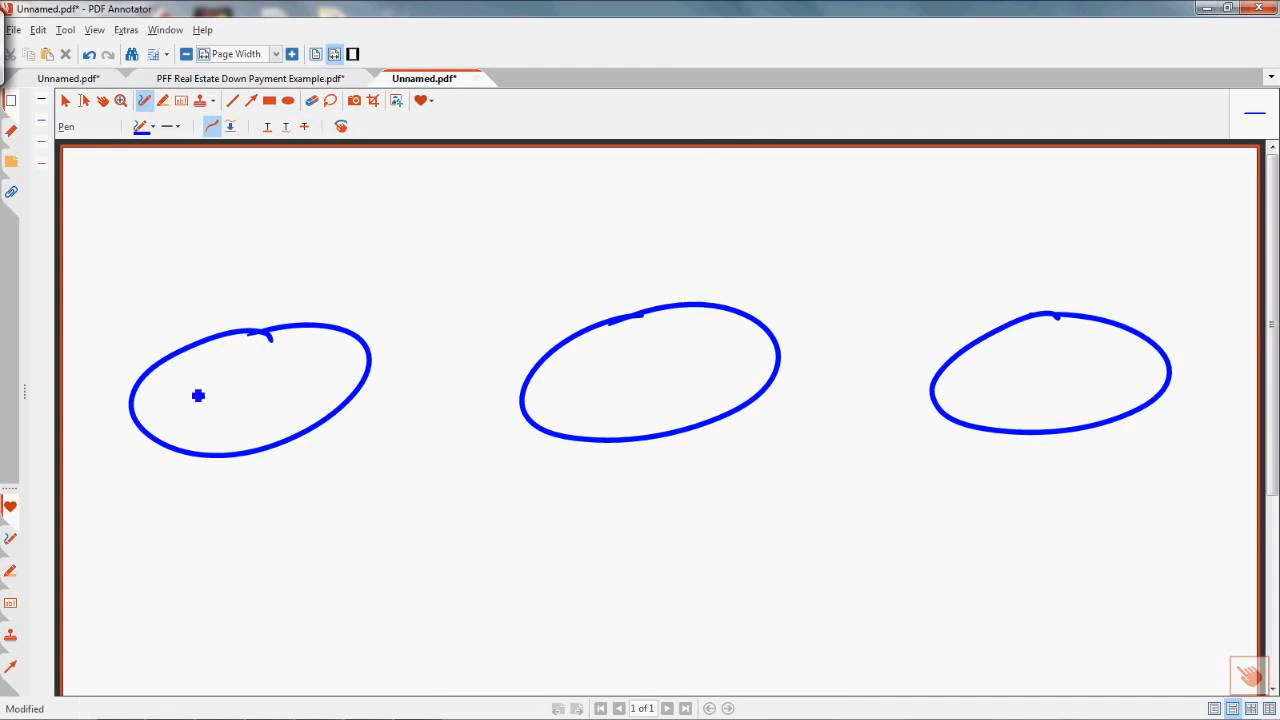 Unnamed.pdf* - PDF Annotator
File Edit Tool View Extras Window Help
Page Width
Unnamed.pdf* PFF Real Estate Down Payment Example.pdf* Unnamed.pdf*
Pen
Modified
1 of 1